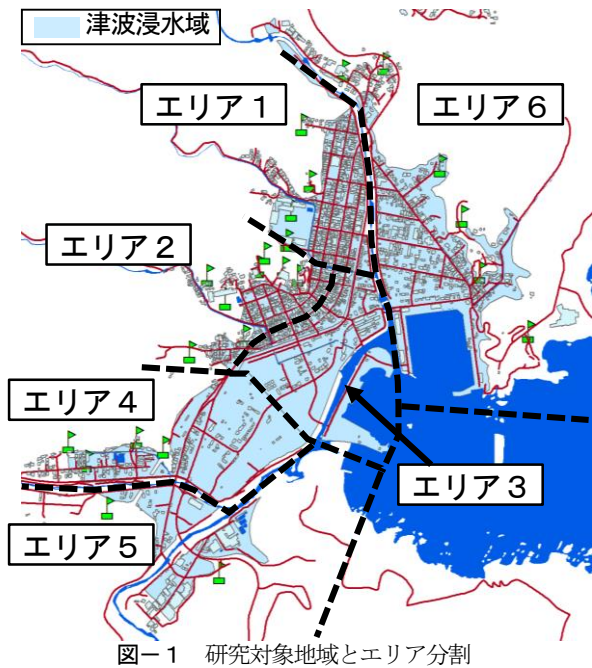 津波浸水域
エリア１
エリア６
エリア２
エリア４
エリア３
エリア５
図－１ 研究対象地域とエリア分割